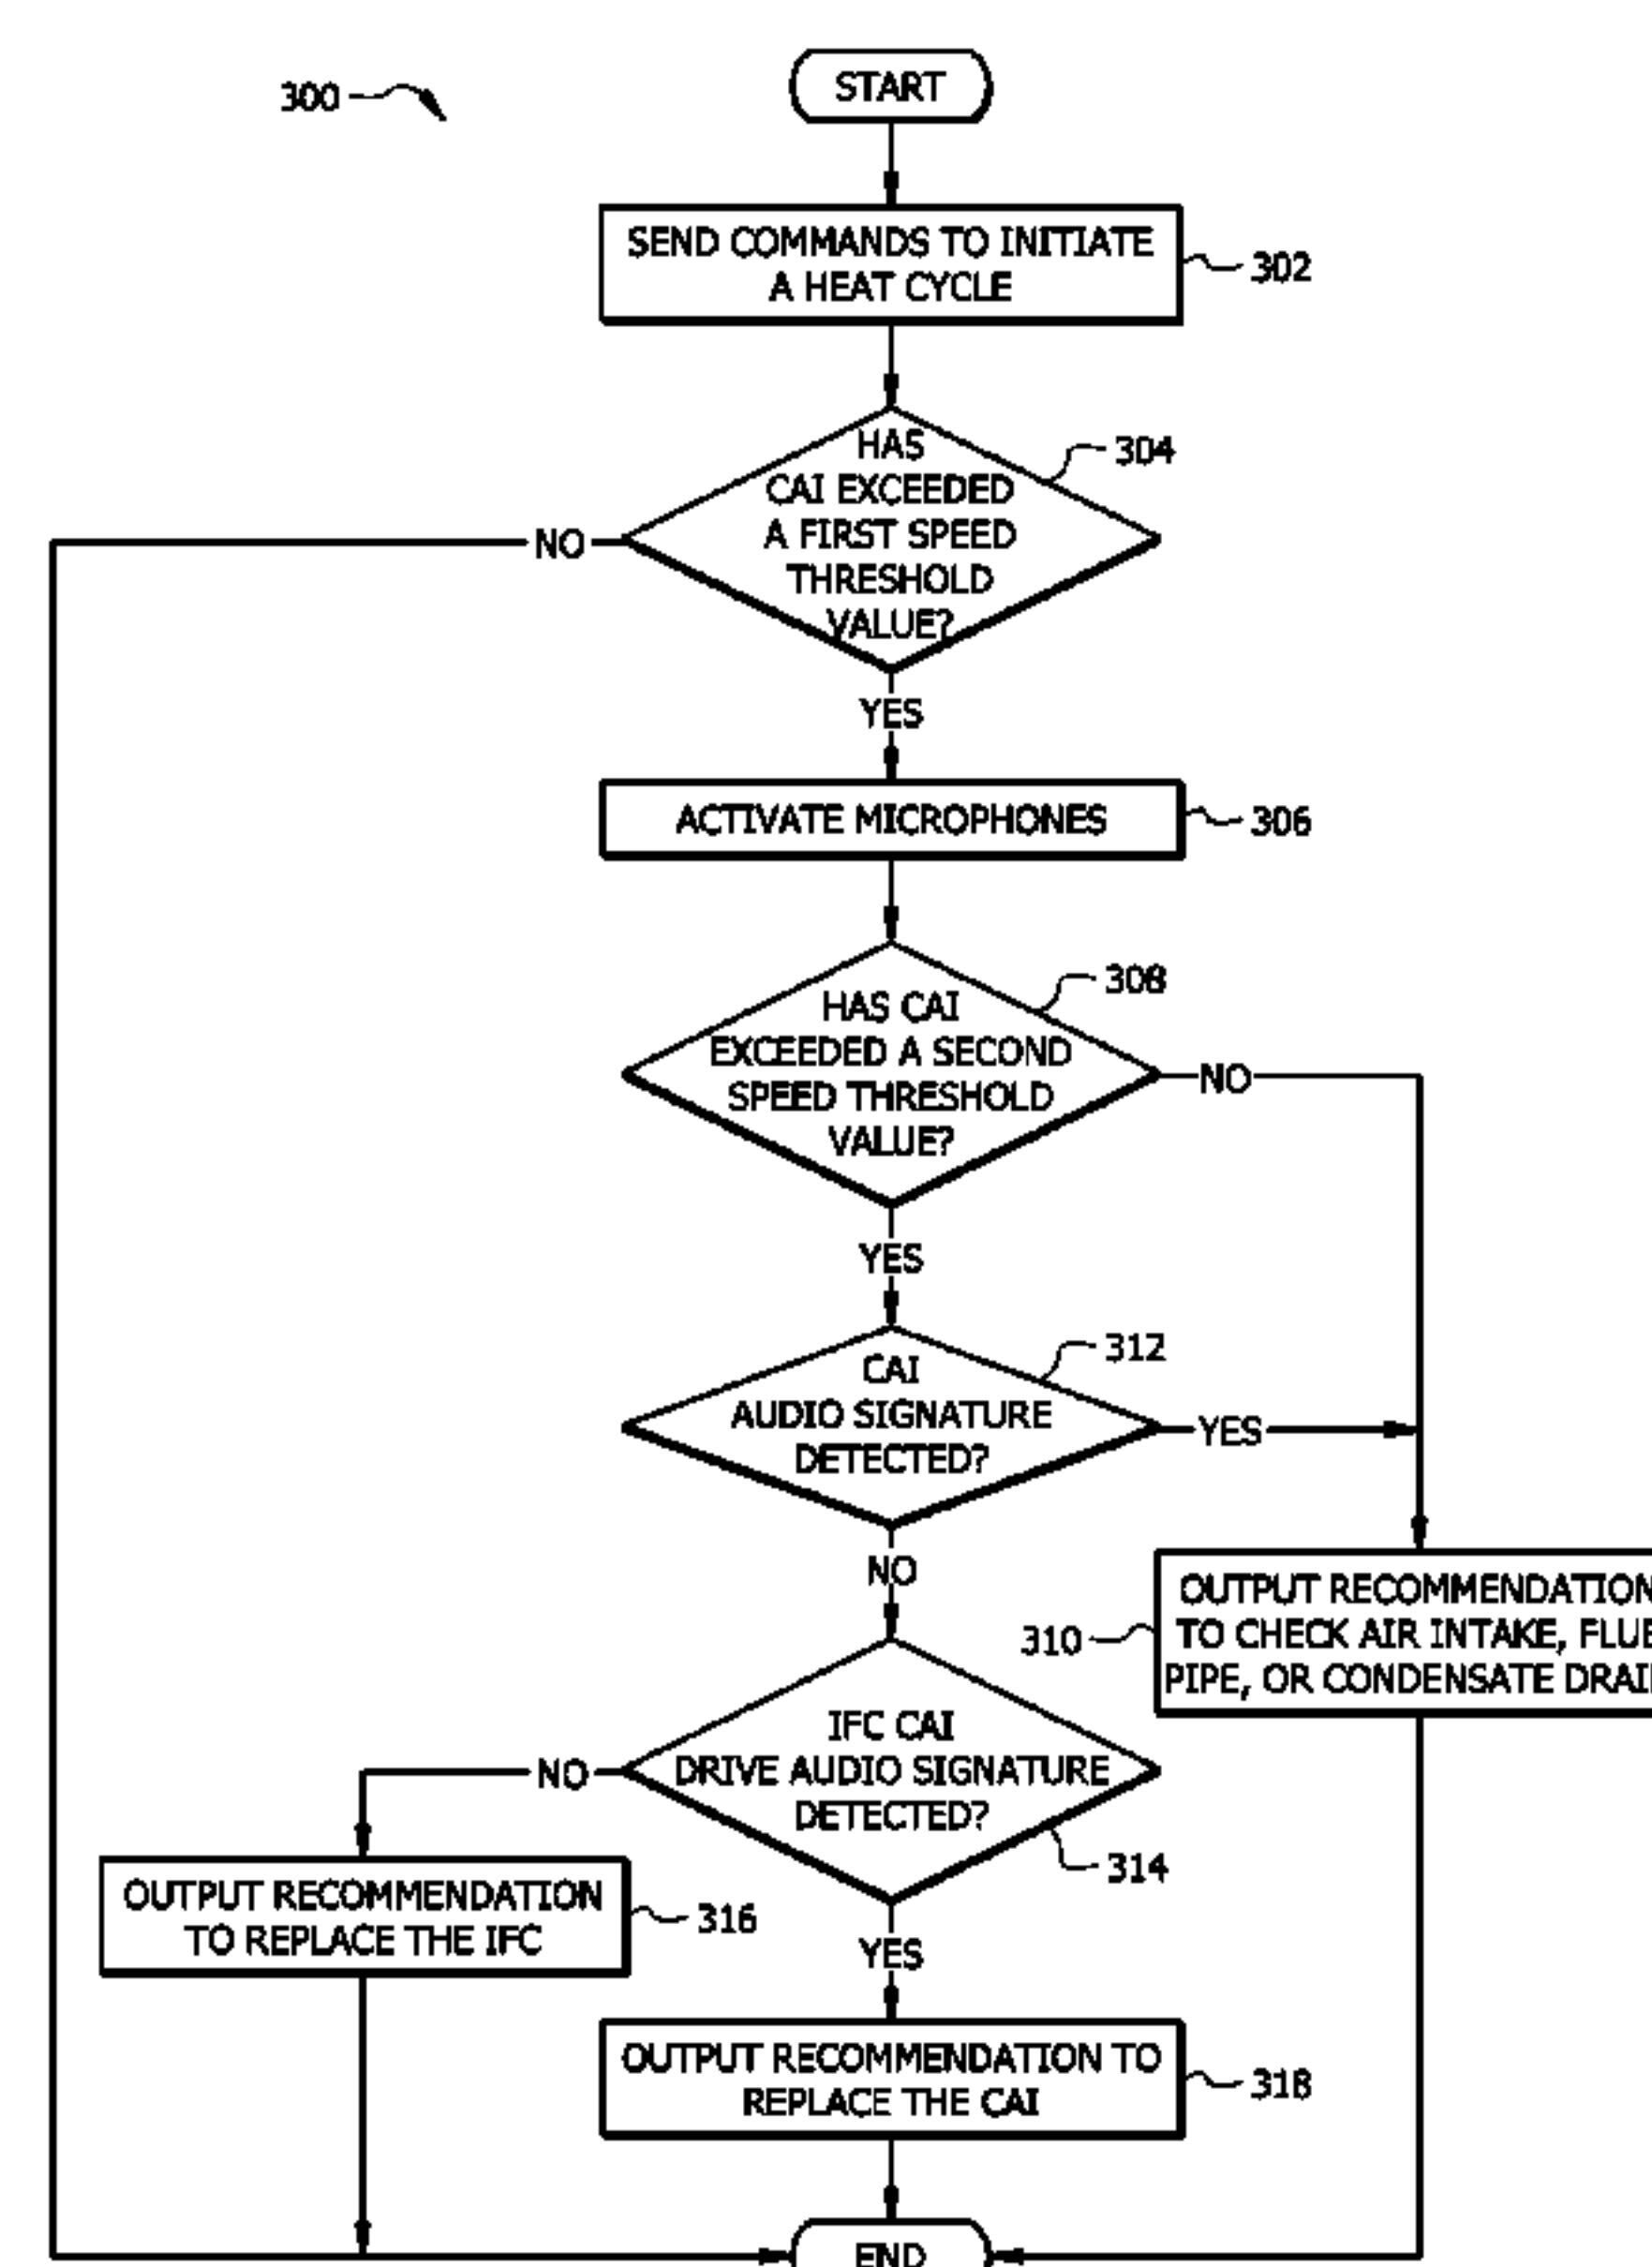 300
START
SEND COMMANDS TO INITIATE
A HEAT CYCLE
302
HAS
CAI EXCEEDED
A FIRST SPEED
THRESHOLD
VALUE?
304
NO
YES
ACTIVATE MICROPHONES
306
HAS CAI
EXCEEDED A SECOND
SPEED THRESHOLD
VALUE?
308
NO
YES
CAI
AUDIO SIGNATURE
DETECTED?
312
YES
NO
OUTPUT RECOMMENDATION
TO CHECK AIR INTAKE, FLUE
PIPE, OR CONDENSATE DRAI
310
IFC CAI
DRIVE AUDIO SIGNATURE
DETECTED?
314
NO
OUTPUT RECOMMENDATION
TO REPLACE THE IFC
316
YES
OUTPUT RECOMMENDATION TO
REPLACE THE CAI
318
END